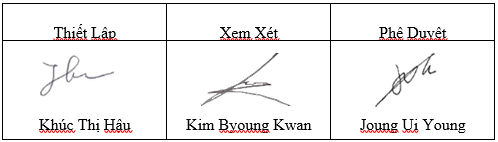 Thiết Lập Xem Xét Phê Duyệt
Khúc Thị Hậu Kim Byoung Kwan Joung Ui Young